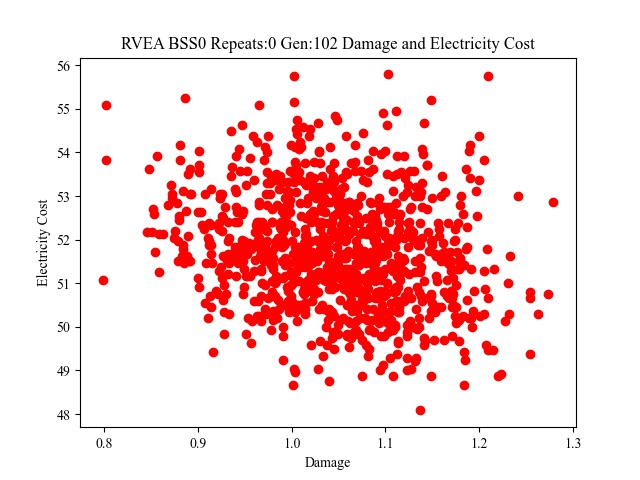 RVEA BSS0 Repeats:0 Gen:102 Damage and Electricity Cost
56
55
54
53
52
51
50
49
48
Electricity Cost
0.8 0.9 1.0 1.1 1.2 1.3
Damage